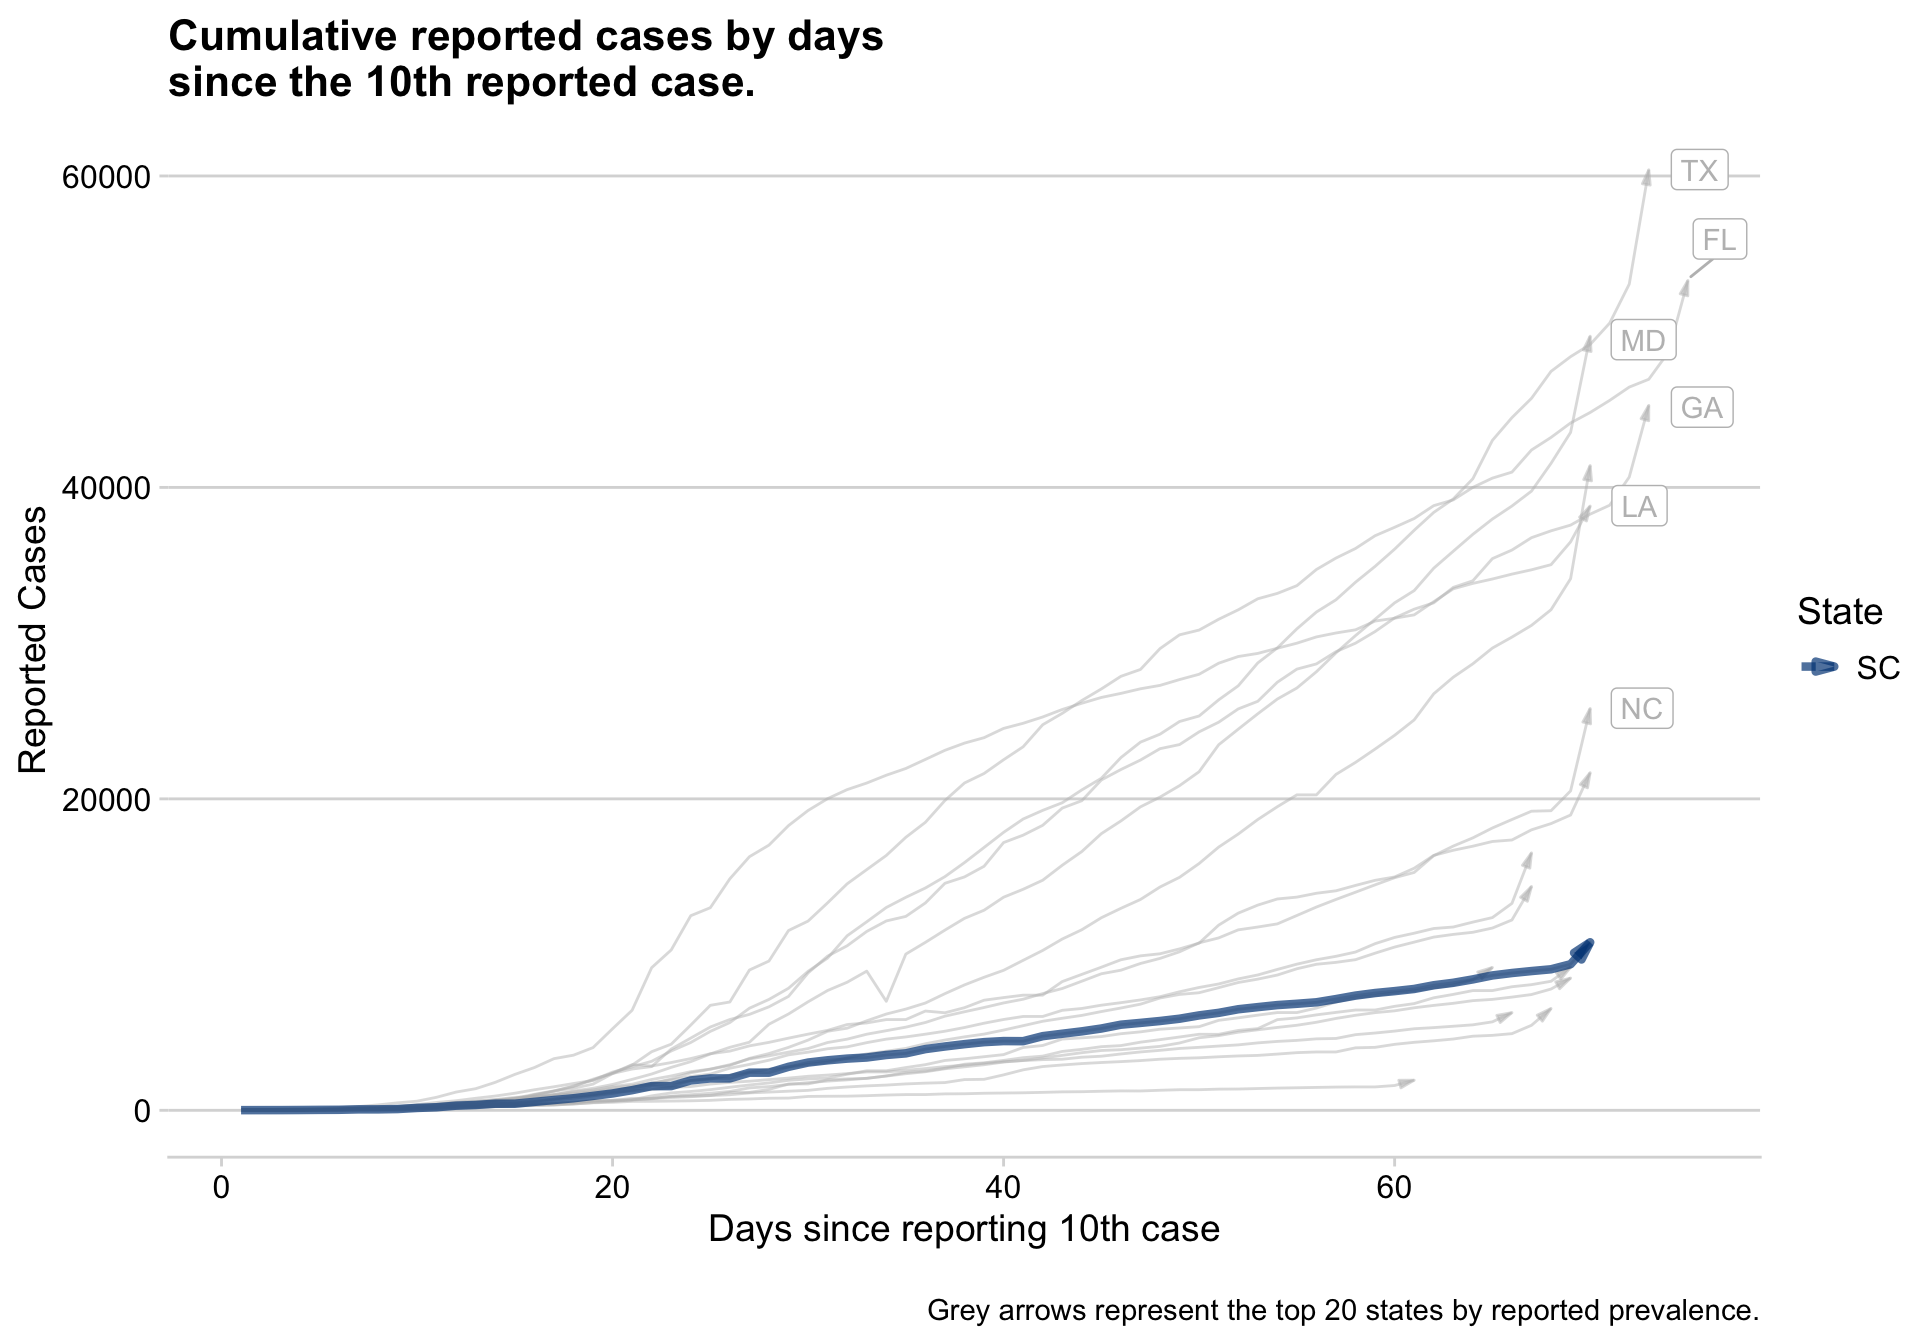 Cumulative reported cases by days
since the 10th reported case.
60000
TX
FL
MD
GA
40000
LA
Reported Cases
State
SC
NC
20000
0
0
20
40
60
Days since reporting 10th case
Grey arrows represent the top 20 states by reported prevalence.